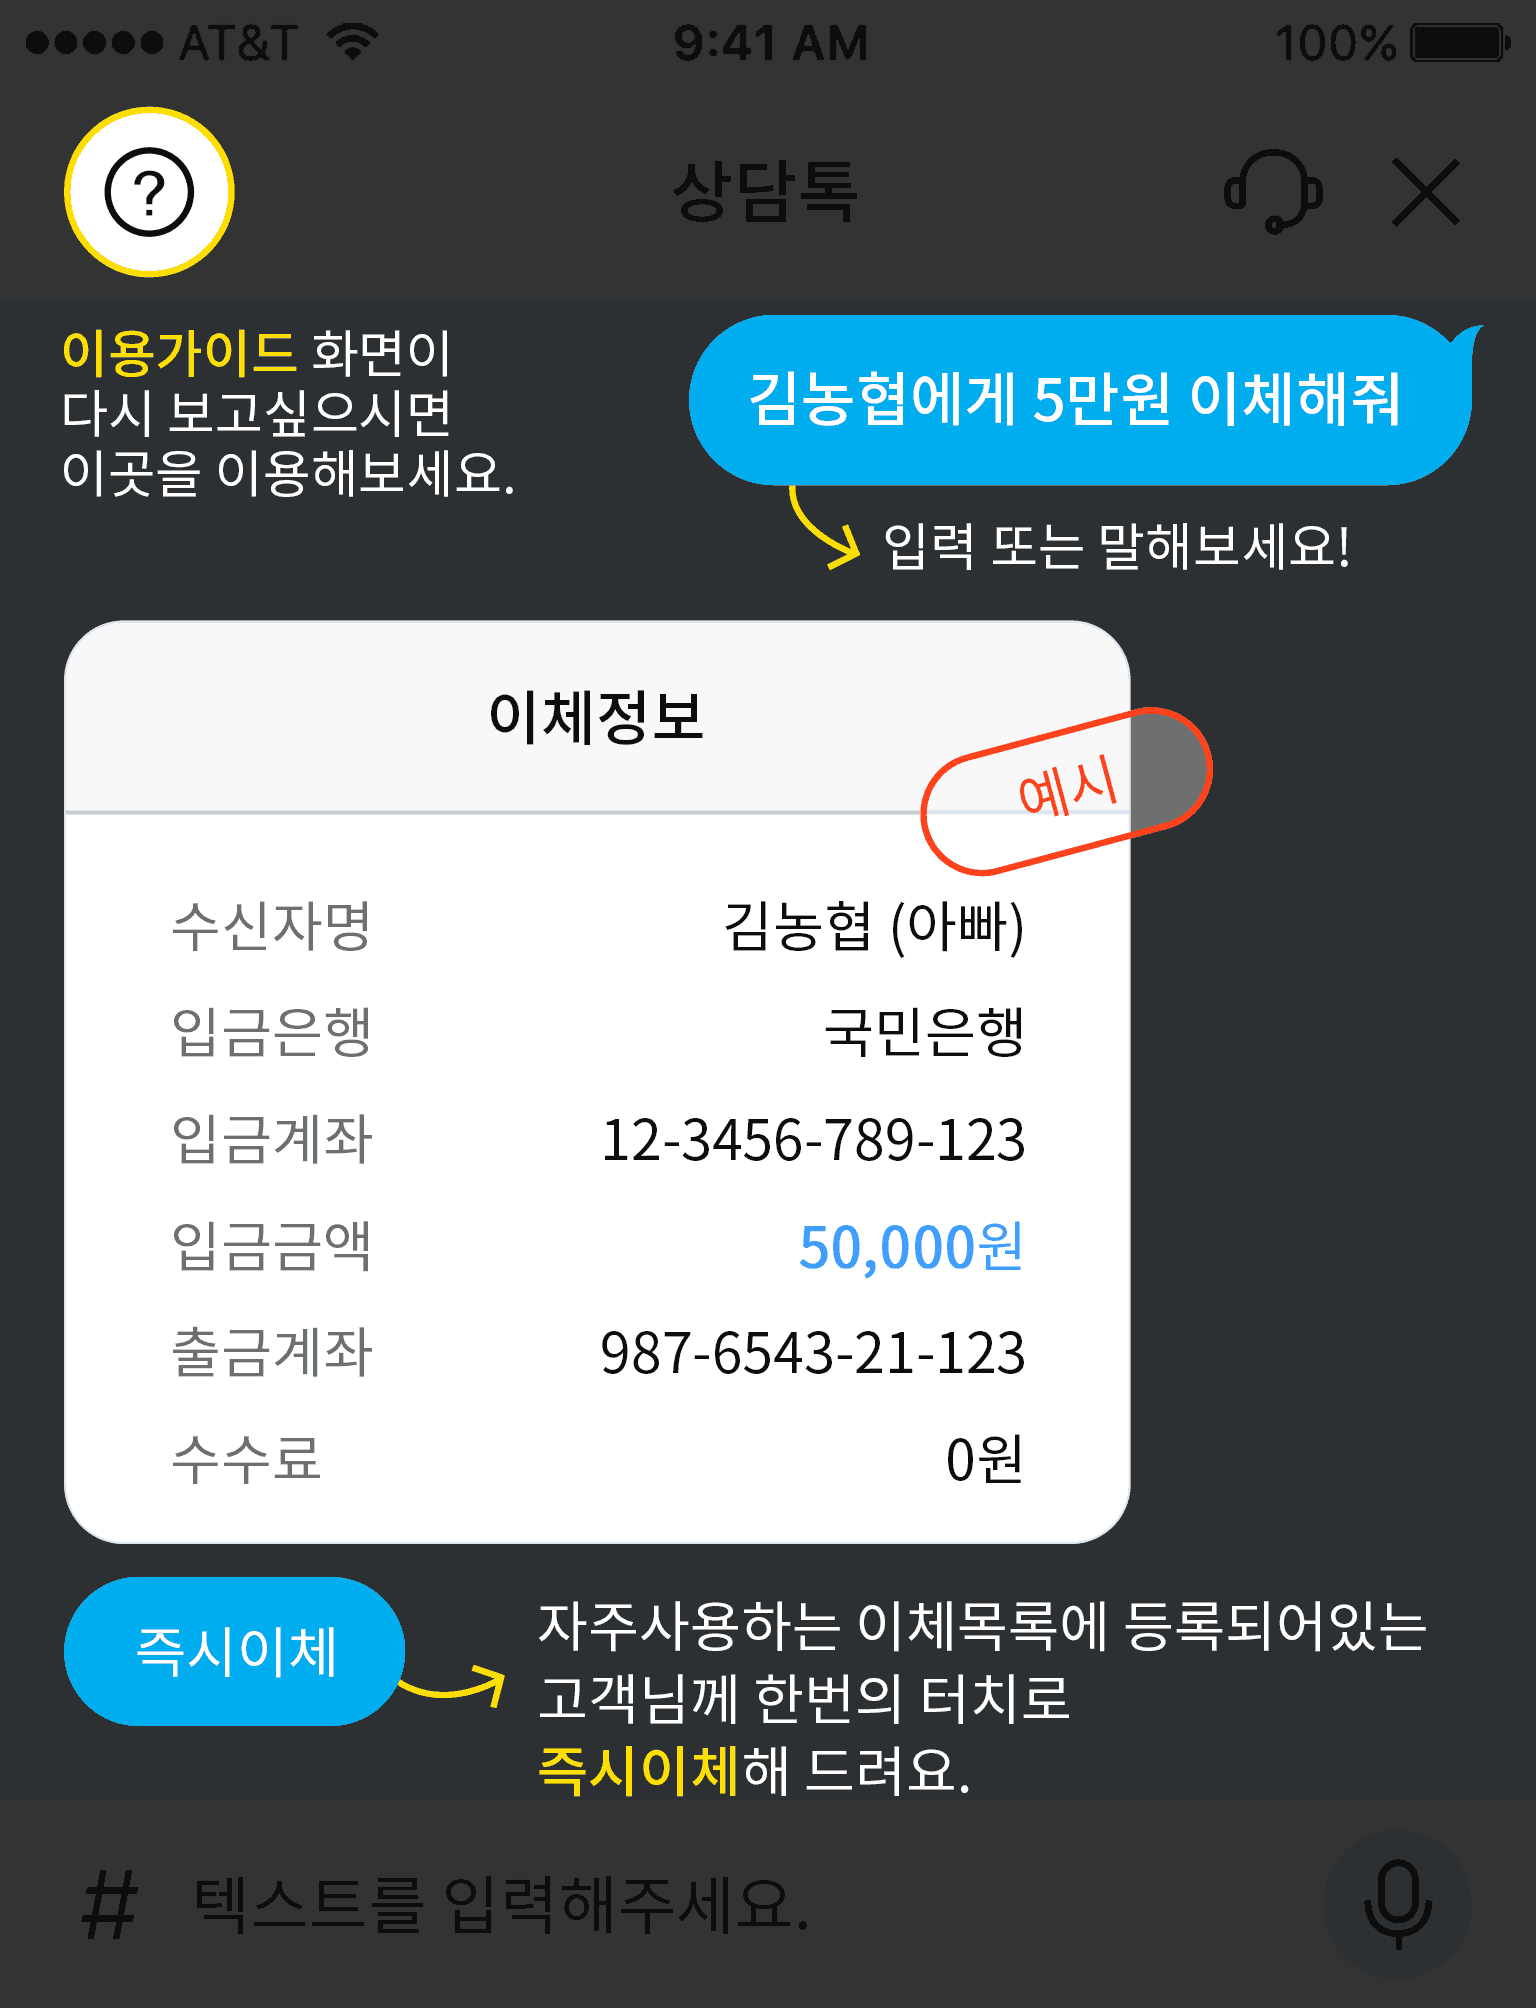 AT&T 9:41 AM 100%
?
상담톡
이용가이드 화면이
다시 보고싶으시면
이곳을 이용해보세요.
김농협에게 5만원 이체해줘
입력 또는 말해보세요!
이체정보
예시
수신자명 김농협 (아빠)
입금은행 국민은행
입금계좌 12-3456-789-123
입금금액 50,000원
출금계좌 987-6543-21-123
수수료 0원
즉시이체
자주사용하는 이체목록에 등록되어있는
고객님께 한번의 터치로
즉시이체해 드려요.
# 텍스트를 입력해주세요.